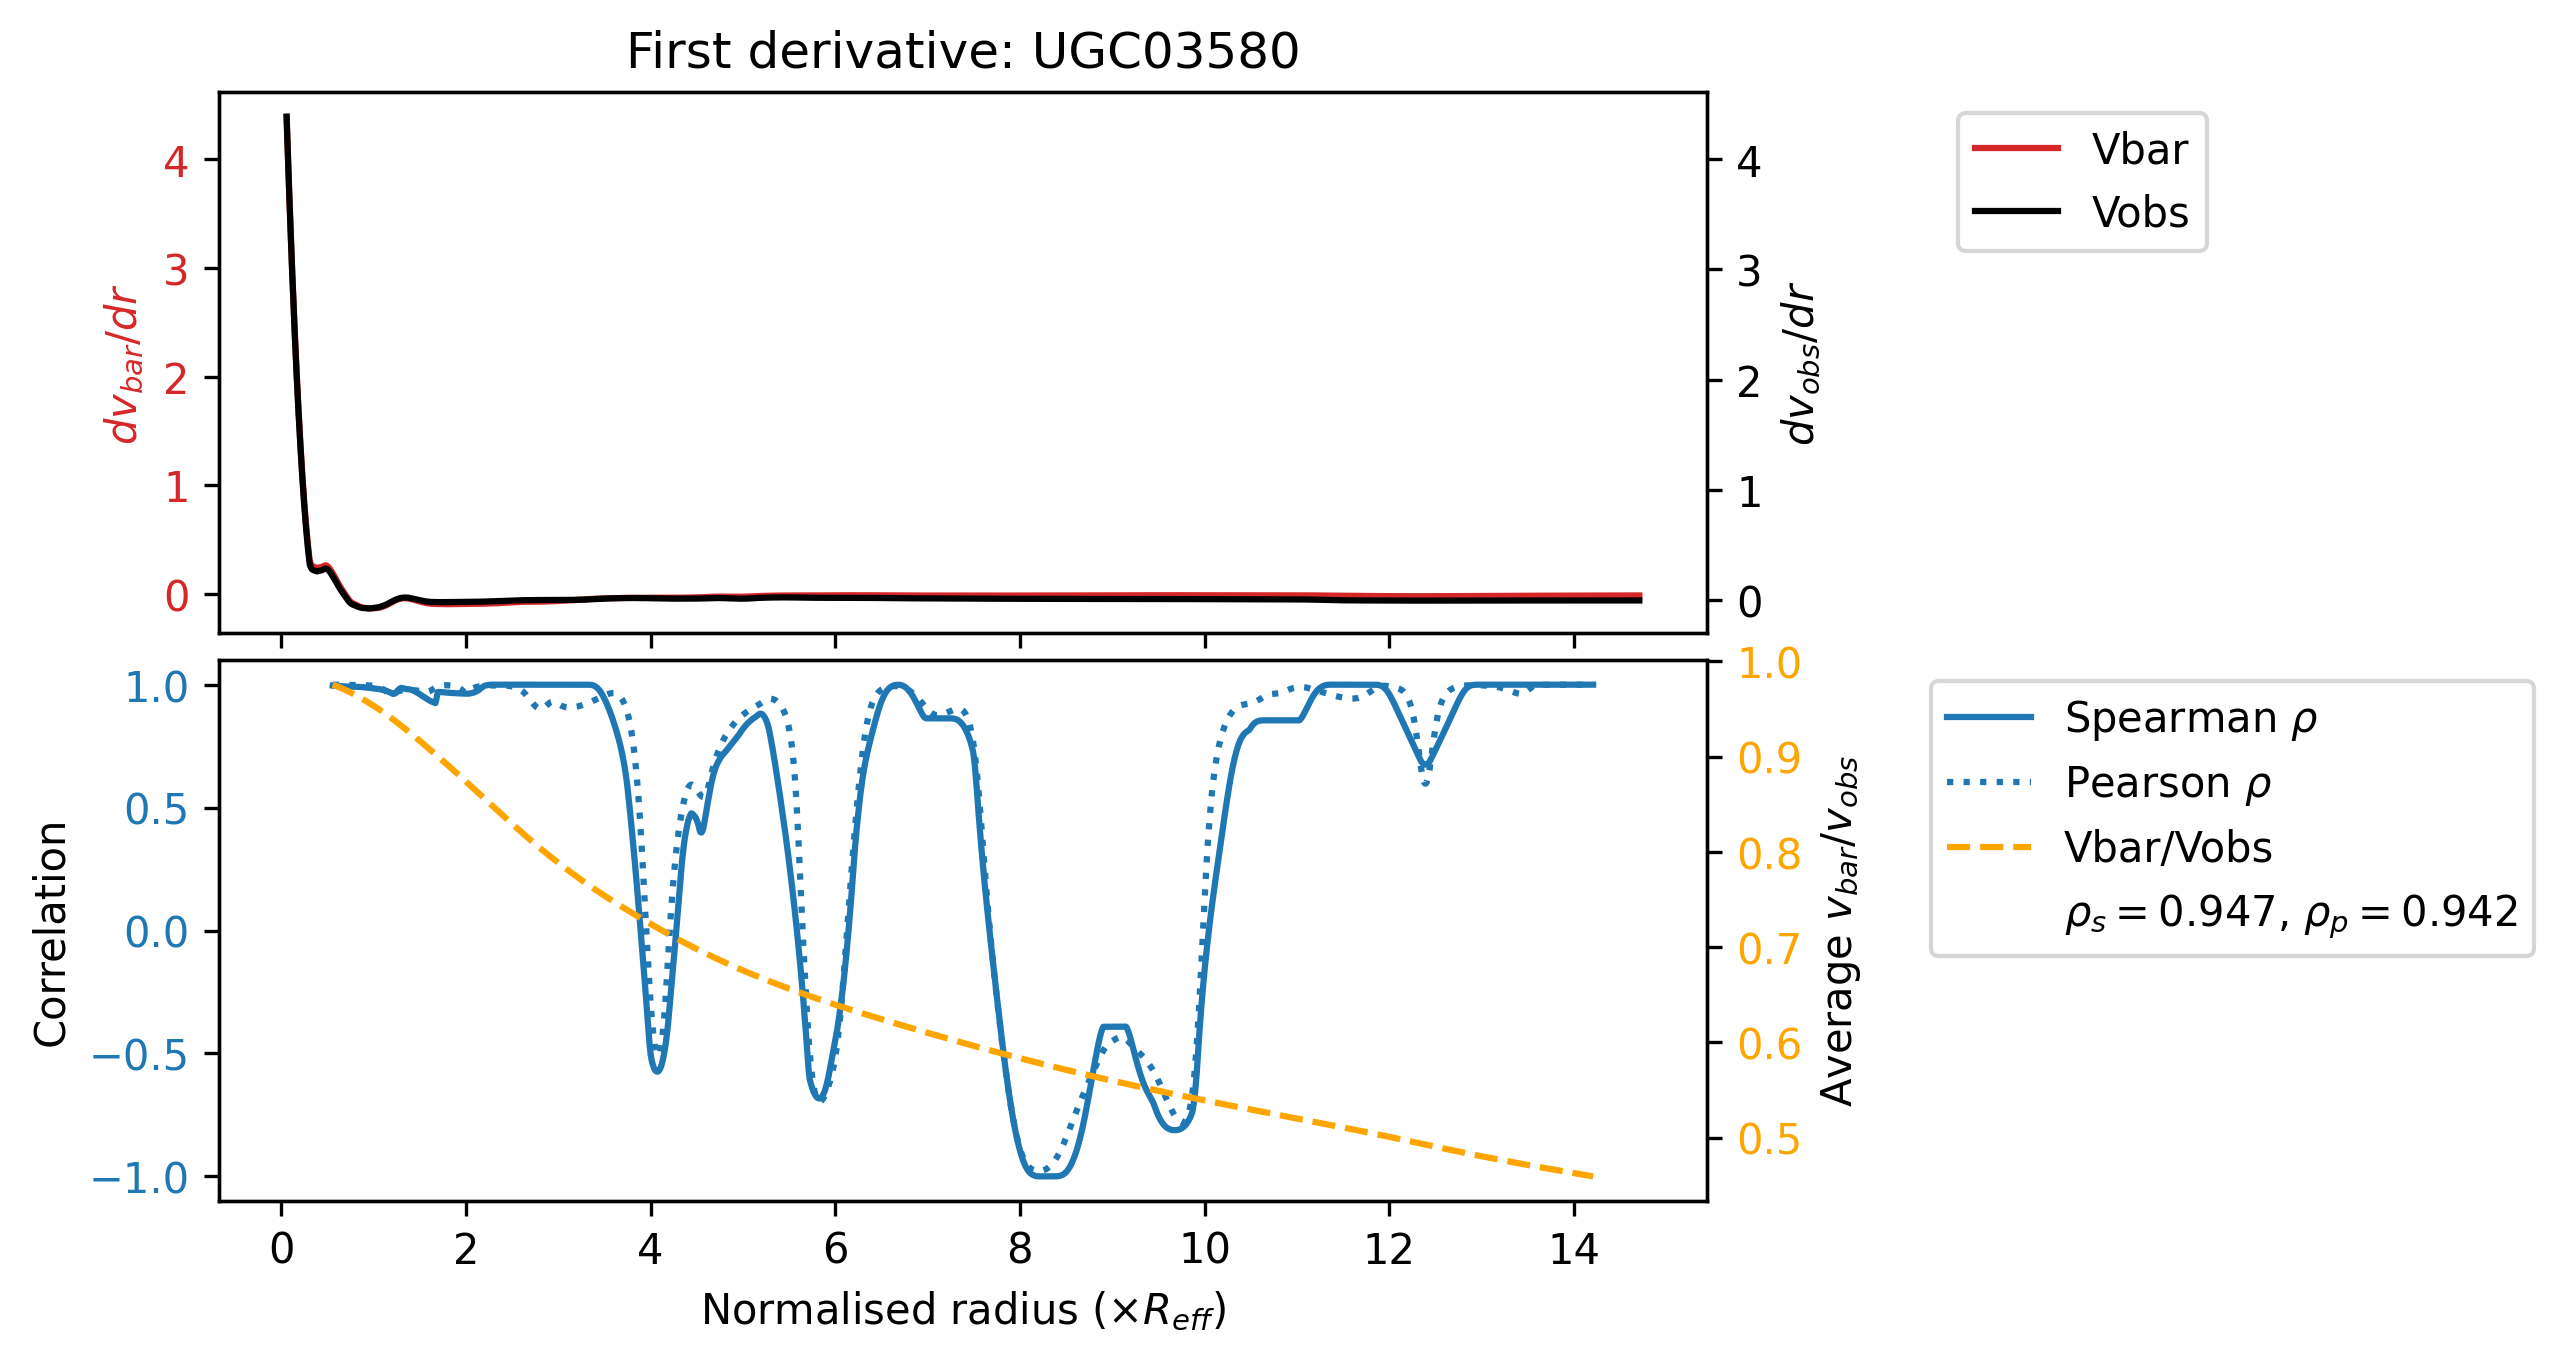 First derivative: UGC03580
4
3
2
1
0
dv_bar/dr
4
3
2
1
0
dv_obs/dr
Vbar
Vobs
1.0
0.5
0.0
−0.5
−1.0
Correlation
1.0
0.9
0.8
0.7
0.6
0.5
Average v_bar/v_obs
Spearman ρ
Pearson ρ
Vbar/Vobs
ρ_s = 0.947, ρ_p = 0.942
0 2 4 6 8 10 12 14
Normalised radius (×R_eff)